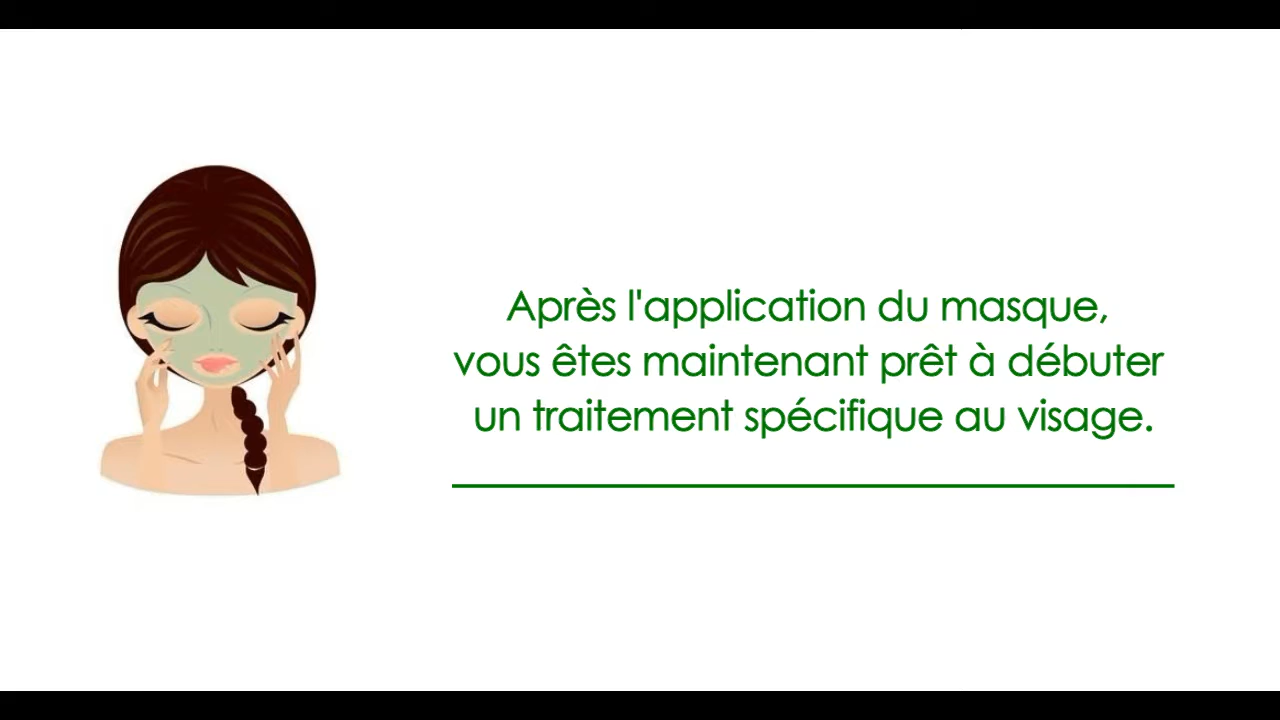 Après l'application du masque,
vous êtes maintenant prêt à débuter
un traitement spécifique au visage.